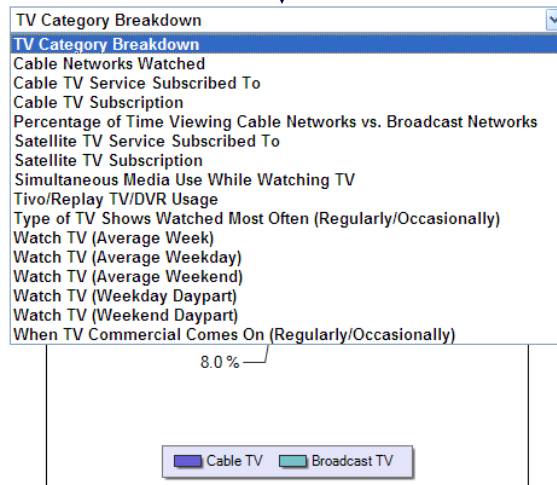 TV Category Breakdown
TV Category Breakdown
Cable Networks Watched
Cable TV Service Subscribed To
Cable TV Subscription
Percentage of Time Viewing Cable Networks vs. Broadcast Networks
Satellite TV Service Subscribed To
Satellite TV Subscription
Simultaneous Media Use While Watching TV
Tivo/Replay TV/DVR Usage
Type of TV Shows Watched Most Often (Regularly/Occasionally)
Watch TV (Average Week)
Watch TV (Average Weekday)
Watch TV (Average Weekend)
Watch TV (Weekday Daypart)
Watch TV (Weekend Daypart)
When TV Commercial Comes On (Regularly/Occasionally)
8.0 %
Cable TV Broadcast TV